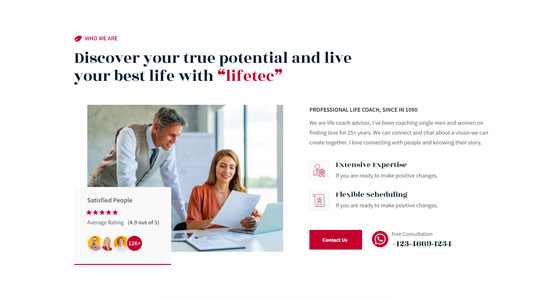 WHO WE ARE
Discover your true potential and live
your best life with “lifetec”
PROFESSIONAL LIFE COACH, SINCE IN 1090
We are life coach advisor, I've been coaching single men and women on
finding love for 25+ years. We can connect and chat about a vision we can
create together. I love connecting with people and knowing their story.
Extensive Expertise
If you are ready to make positive changes.
Flexible Scheduling
If you are ready to make positive changes.
Satisfied People
Average Rating (4.9 out of 5)
12K+
Contact Us
Free Consultation
+123-4669-1234